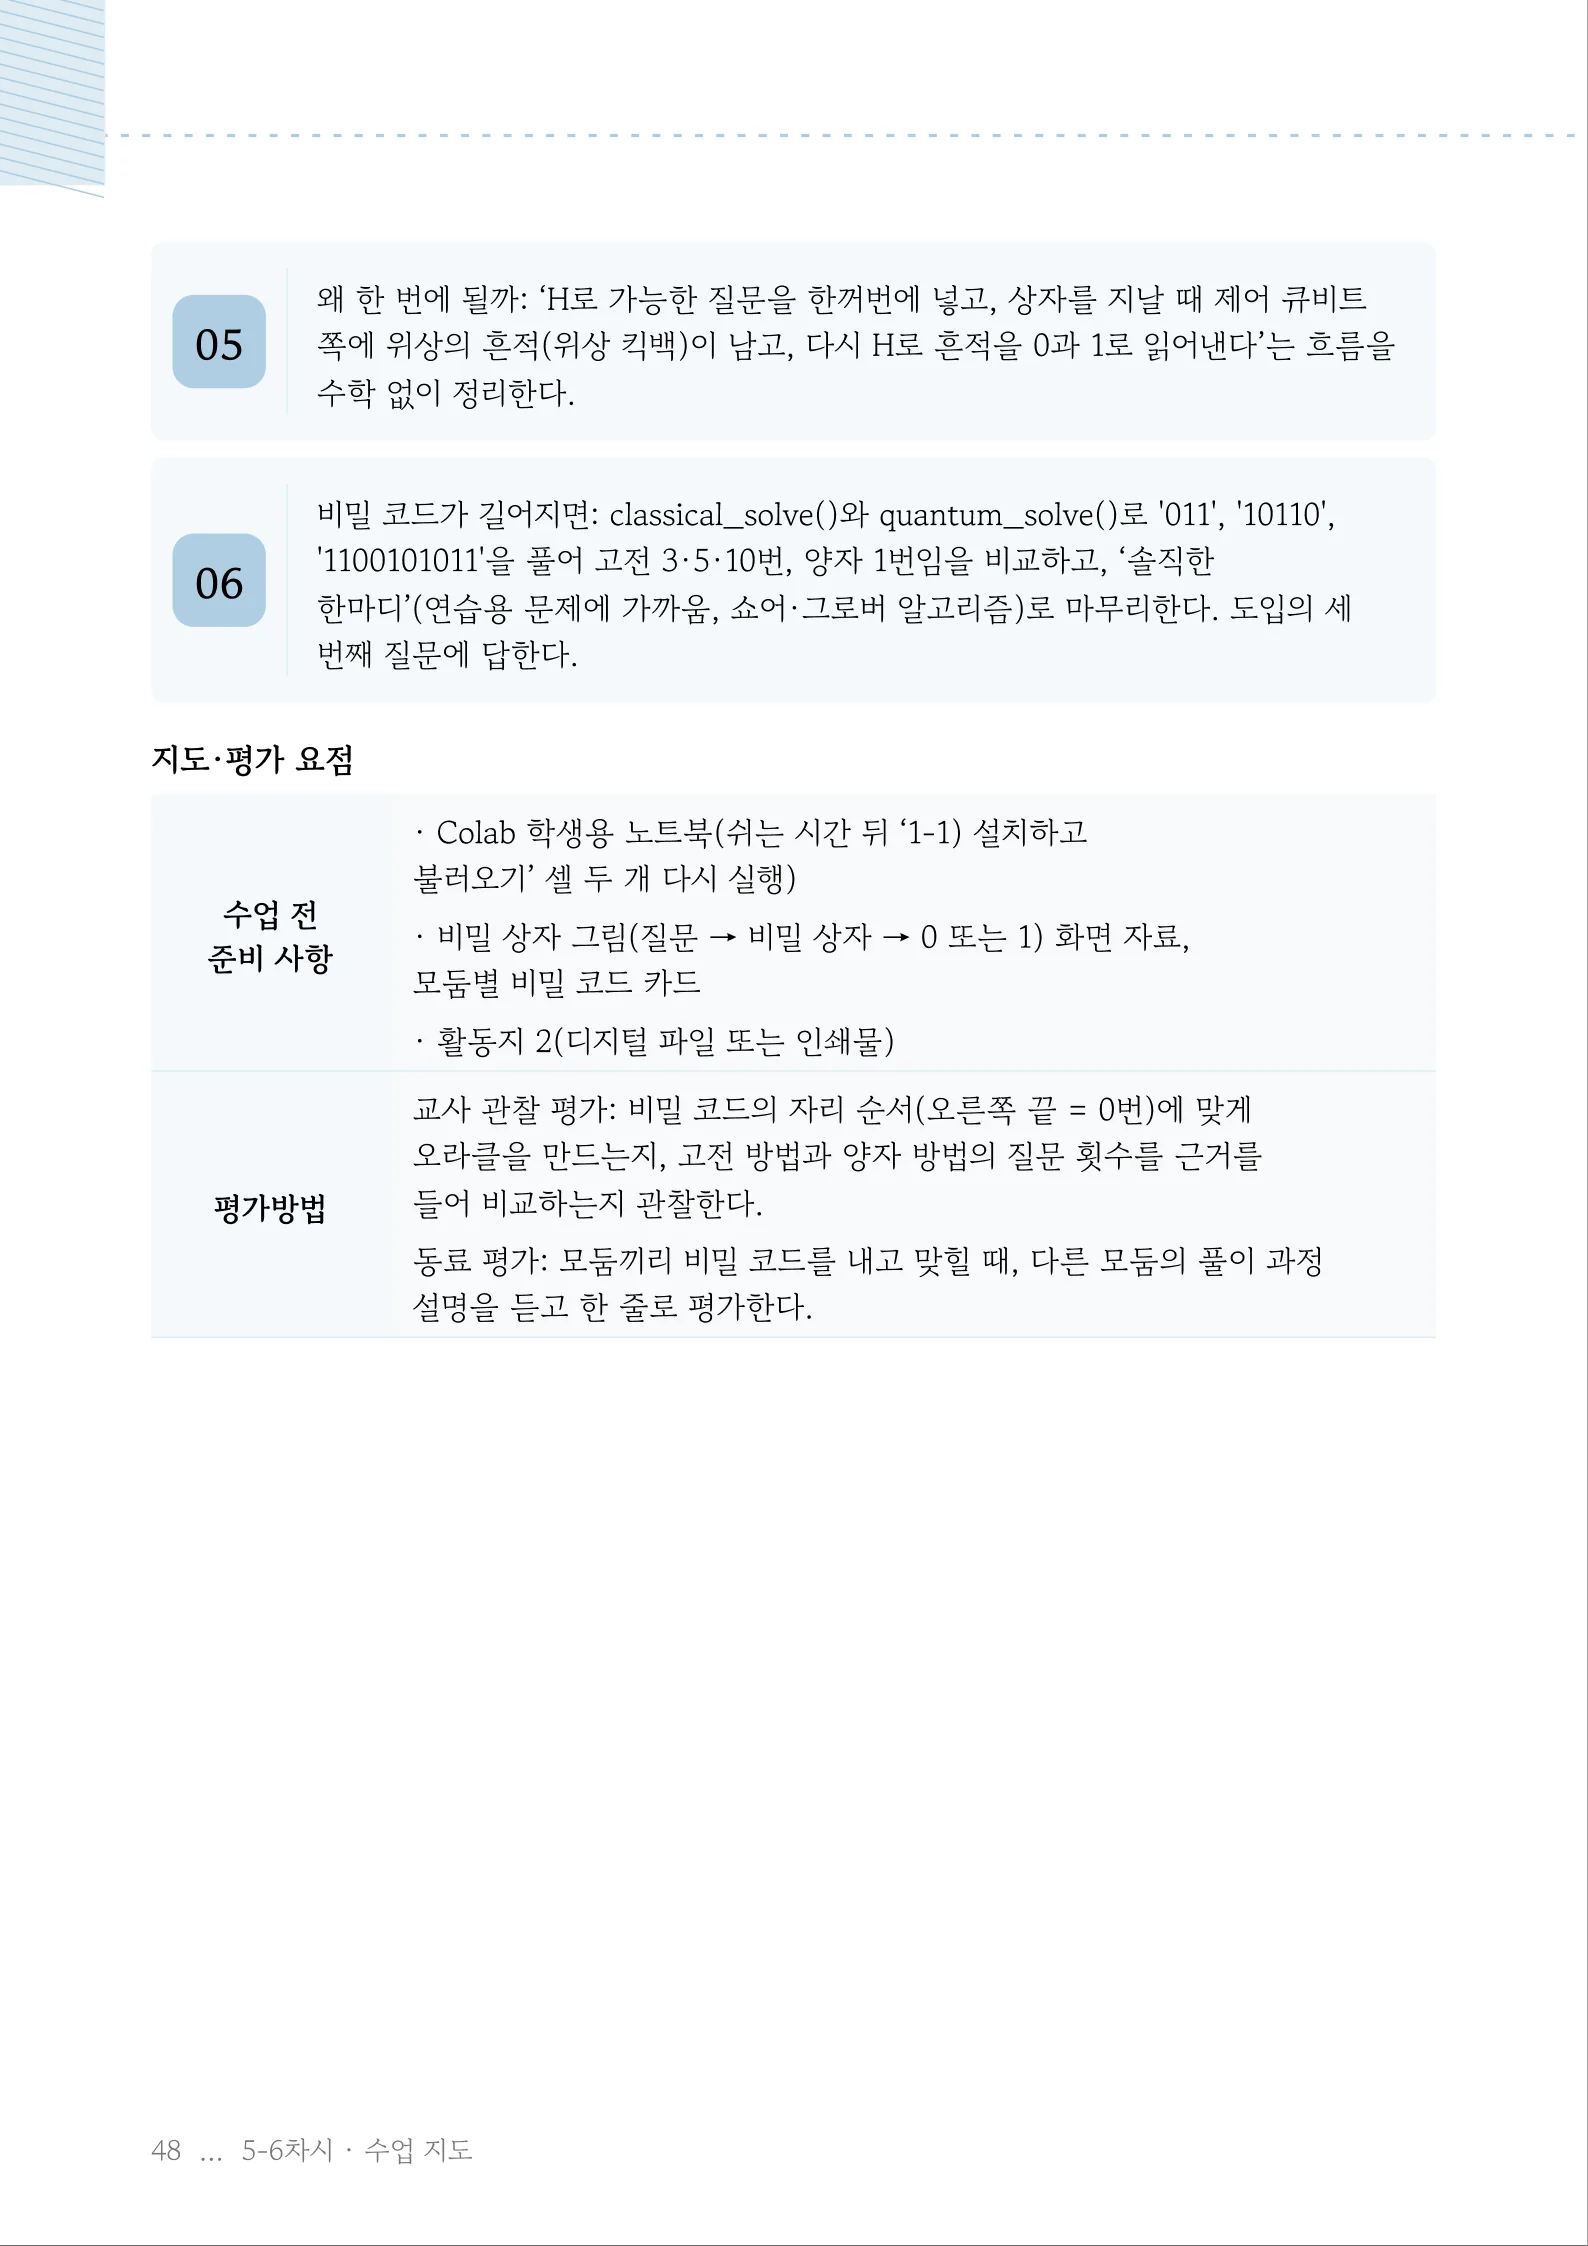 05
왜 한 번에 될까: ‘H로 가능한 질문을 한꺼번에 넣고, 상자를 지날 때 제어 큐비트
쪽에 위상의 흔적(위상 킥백)이 남고, 다시 H로 흔적을 0과 1로 읽어낸다’는 흐름을
수학 없이 정리한다.
06
비밀 코드가 길어지면: classical_solve()와 quantum_solve()로 '011', '10110',
'1100101011'을 풀어 고전 3·5·10번, 양자 1번임을 비교하고, ‘솔직한
한마디’(연습용 문제에 가까움, 쇼어·그로버 알고리즘)로 마무리한다. 도입의 세
번째 질문에 답한다.
지도·평가 요점
수업 전
준비 사항
· Colab 학생용 노트북(쉬는 시간 뒤 ‘1-1) 설치하고
불러오기’ 셀 두 개 다시 실행)
· 비밀 상자 그림(질문 → 비밀 상자 → 0 또는 1) 화면 자료,
모둠별 비밀 코드 카드
· 활동지 2(디지털 파일 또는 인쇄물)
평가방법
교사 관찰 평가: 비밀 코드의 자리 순서(오른쪽 끝 = 0번)에 맞게
오라클을 만드는지, 고전 방법과 양자 방법의 질문 횟수를 근거를
들어 비교하는지 관찰한다.
동료 평가: 모둠끼리 비밀 코드를 내고 맞힐 때, 다른 모둠의 풀이 과정
설명을 듣고 한 줄로 평가한다.
48 … 5-6차시 · 수업 지도